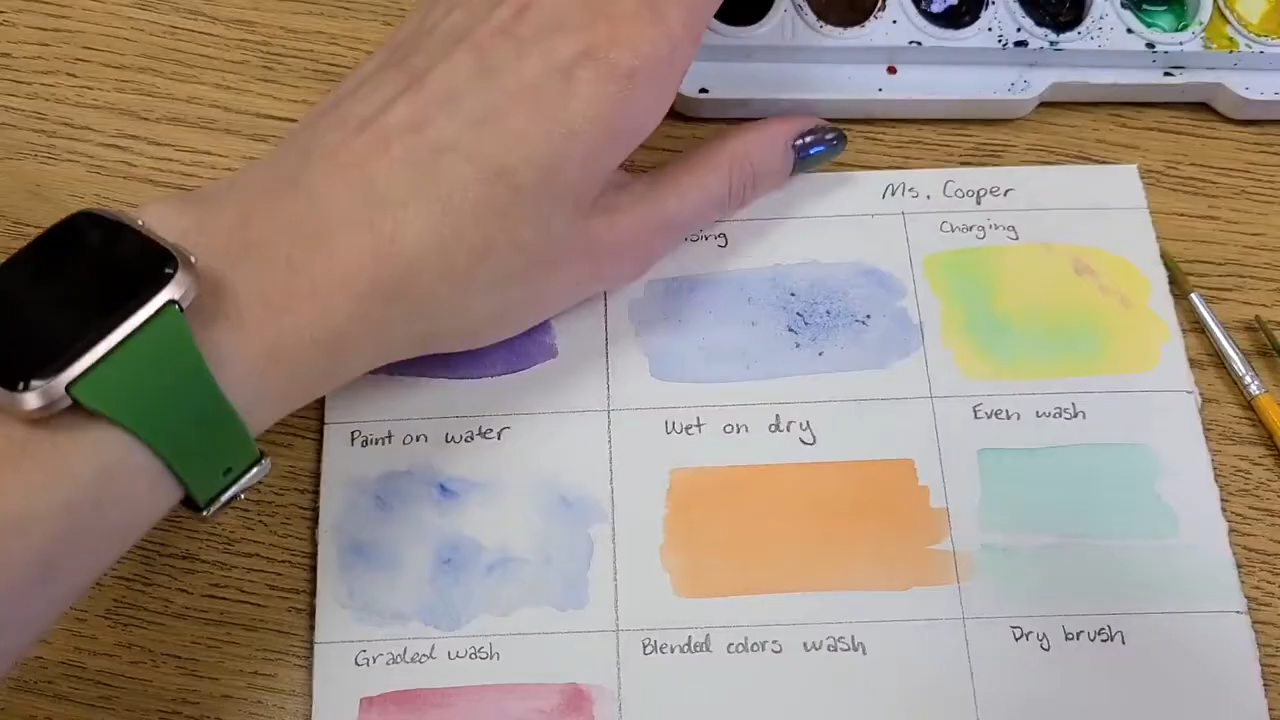 Ms. Cooper
Charging
Paint on water
Wet on dry
Even wash
Graded wash
Blended colors wash
Dry brush